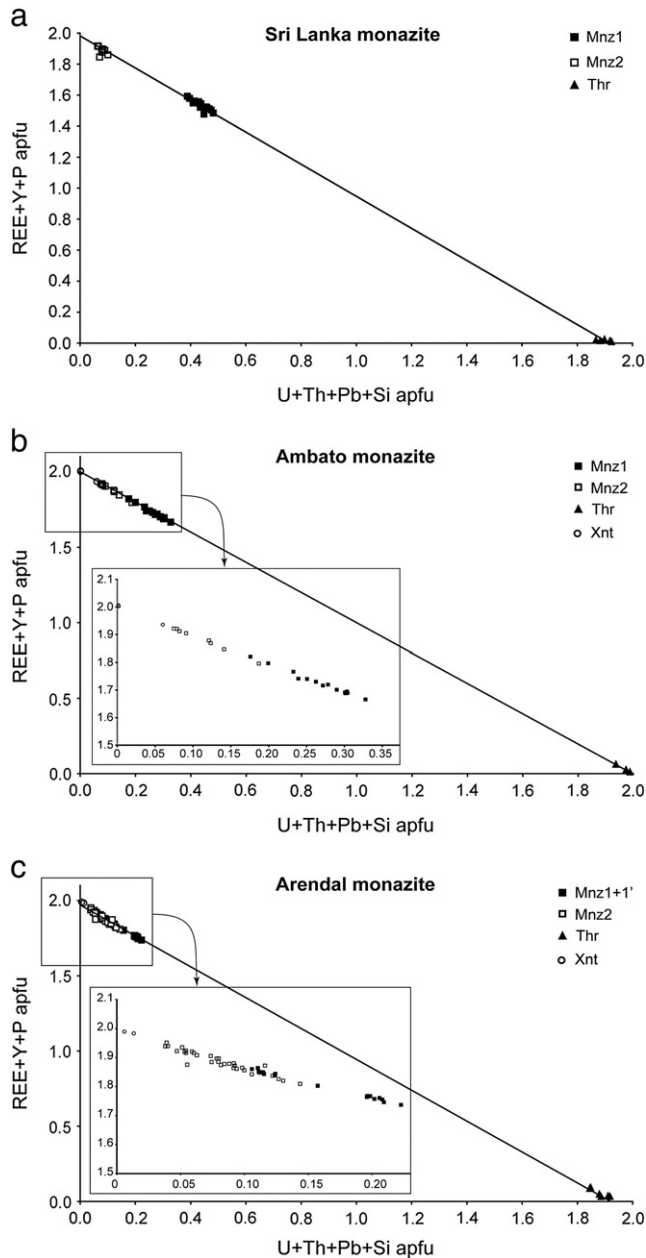 a
Sri Lanka monazite
Mnz1
Mnz2
Thr
2.0
1.8
1.6
1.4
1.2
1.0
0.8
0.6
0.4
0.2
0.0
REE+Y+P apfu
0.0 0.2 0.4 0.6 0.8 1.0 1.2 1.4 1.6 1.8 2.0
U+Th+Pb+Si apfu
b
Ambato monazite
Mnz1
Mnz2
Thr
Xnt
2.0
1.5
1.0
0.5
0.0
REE+Y+P apfu
2.1
2.0
1.9
1.8
1.7
1.6
1.5
0 0.05 0.10 0.15 0.20 0.25 0.30 0.35
0.0 0.2 0.4 0.6 0.8 1.0 1.2 1.4 1.6 1.8 2.0
U+Th+Pb+Si apfu
c
Arendal monazite
Mnz1+1'
Mnz2
Thr
Xnt
2.0
1.5
1.0
0.5
0.0
REE+Y+P apfu
2.1
2.0
1.9
1.8
1.7
1.6
1.5
0 0.05 0.10 0.15 0.20
0.0 0.2 0.4 0.6 0.8 1.0 1.2 1.4 1.6 1.8 2.0
U+Th+Pb+Si apfu